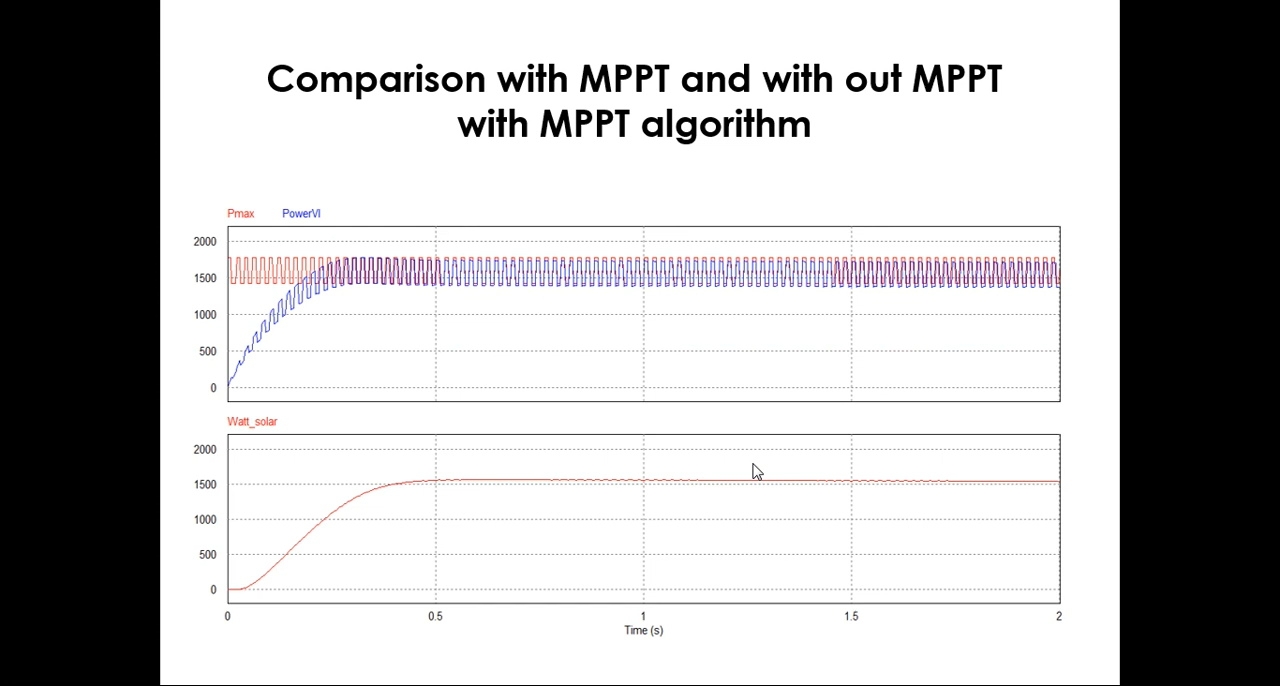 Comparison with MPPT and with out MPPT
with MPPT algorithm
Pmax PowerVI
2000
1500
1000
500
0
Watt_solar
2000
1500
1000
500
0
0 0.5 1 1.5 2
Time (s)